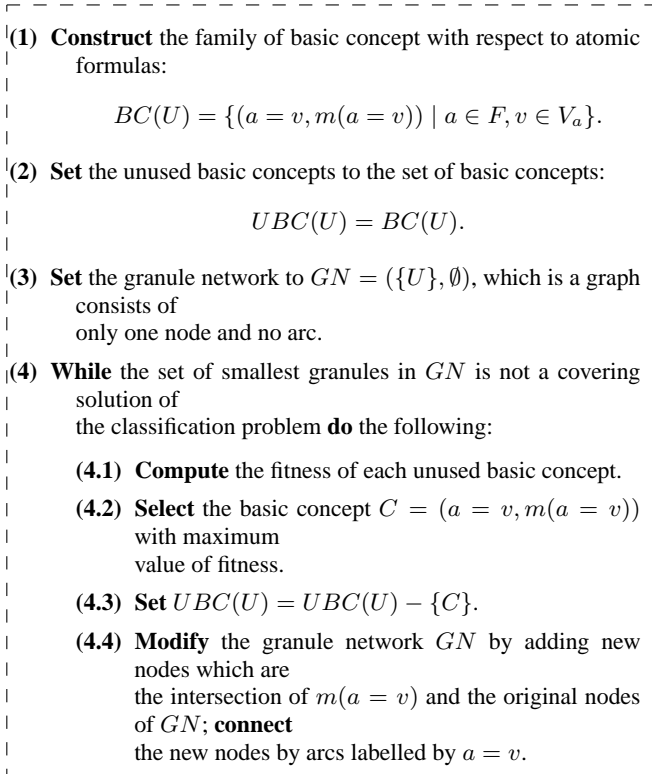 (1) Construct the family of basic concept with respect to atomic
formulas:
BC(U) = {(a = v, m(a = v)) | a ∈ F, v ∈ V_a}.
(2) Set the unused basic concepts to the set of basic concepts:
UBC(U) = BC(U).
(3) Set the granule network to GN = ({U}, ∅), which is a graph
consists of
only one node and no arc.
(4) While the set of smallest granules in GN is not a covering
solution of
the classification problem do the following:
(4.1) Compute the fitness of each unused basic concept.
(4.2) Select the basic concept C = (a = v, m(a = v))
with maximum
value of fitness.
(4.3) Set UBC(U) = UBC(U) − {C}.
(4.4) Modify the granule network GN by adding new
nodes which are
the intersection of m(a = v) and the original nodes
of GN; connect
the new nodes by arcs labelled by a = v.